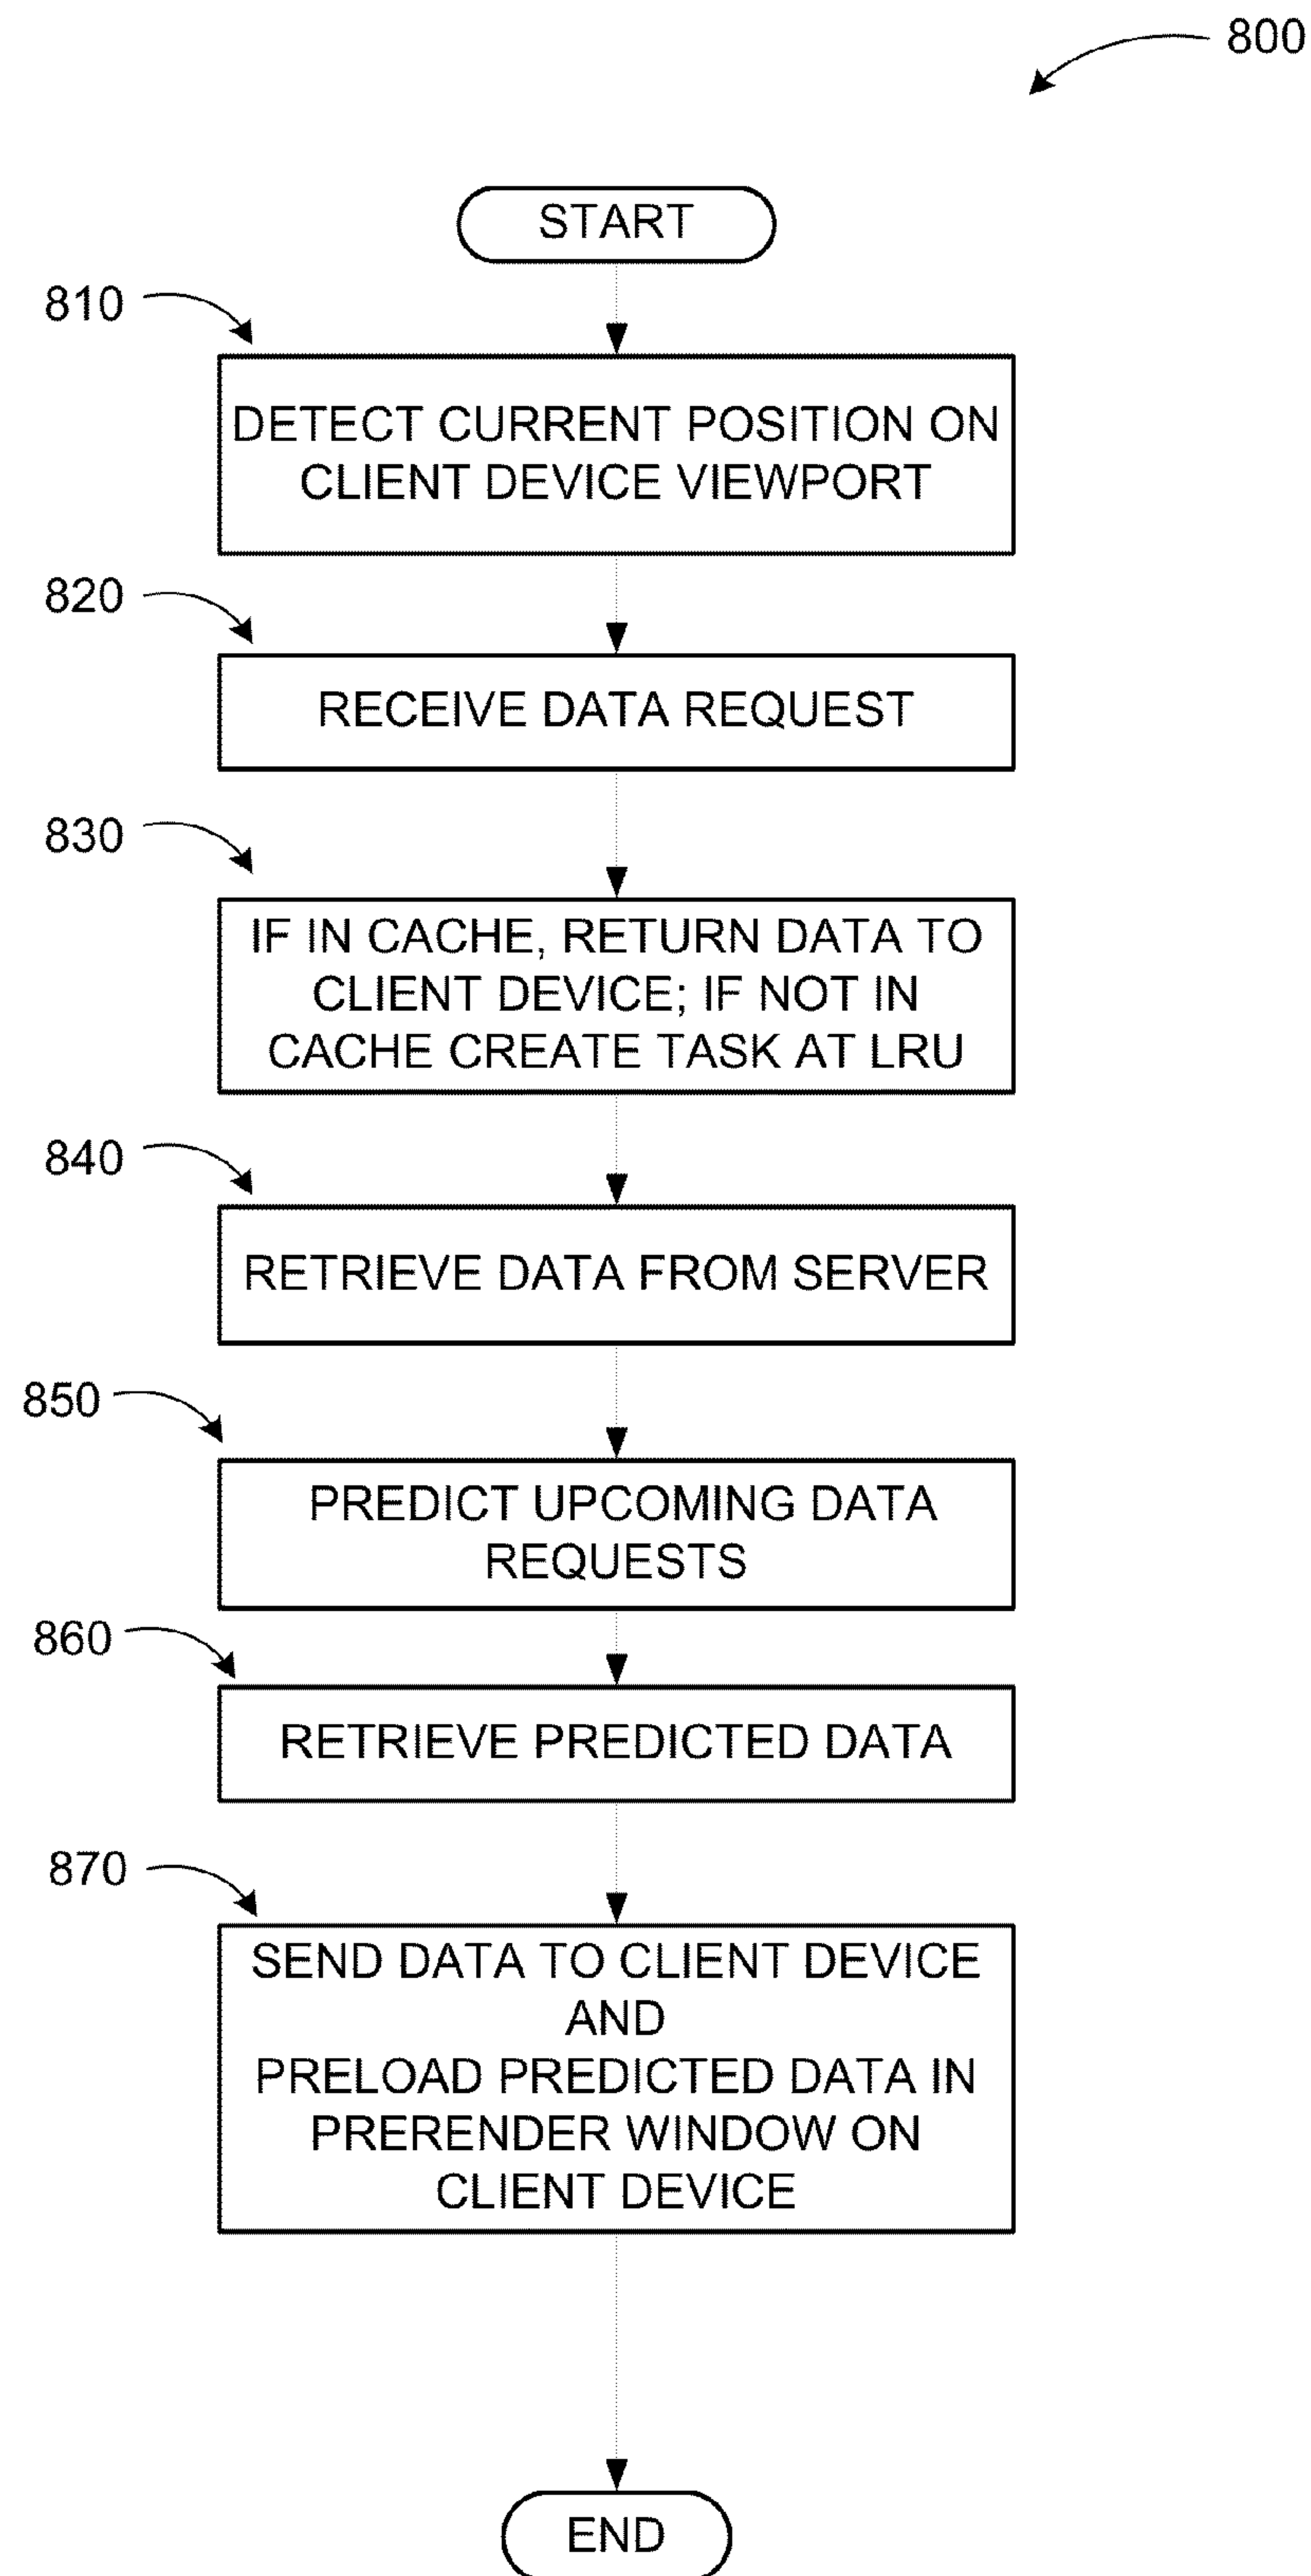 800
START
810
DETECT CURRENT POSITION ON
CLIENT DEVICE VIEWPORT
820
RECEIVE DATA REQUEST
830
IF IN CACHE, RETURN DATA TO
CLIENT DEVICE; IF NOT IN
CACHE CREATE TASK AT LRU
840
RETRIEVE DATA FROM SERVER
850
PREDICT UPCOMING DATA
REQUESTS
860
RETRIEVE PREDICTED DATA
870
SEND DATA TO CLIENT DEVICE
AND
PRELOAD PREDICTED DATA IN
PRERENDER WINDOW ON
CLIENT DEVICE
END